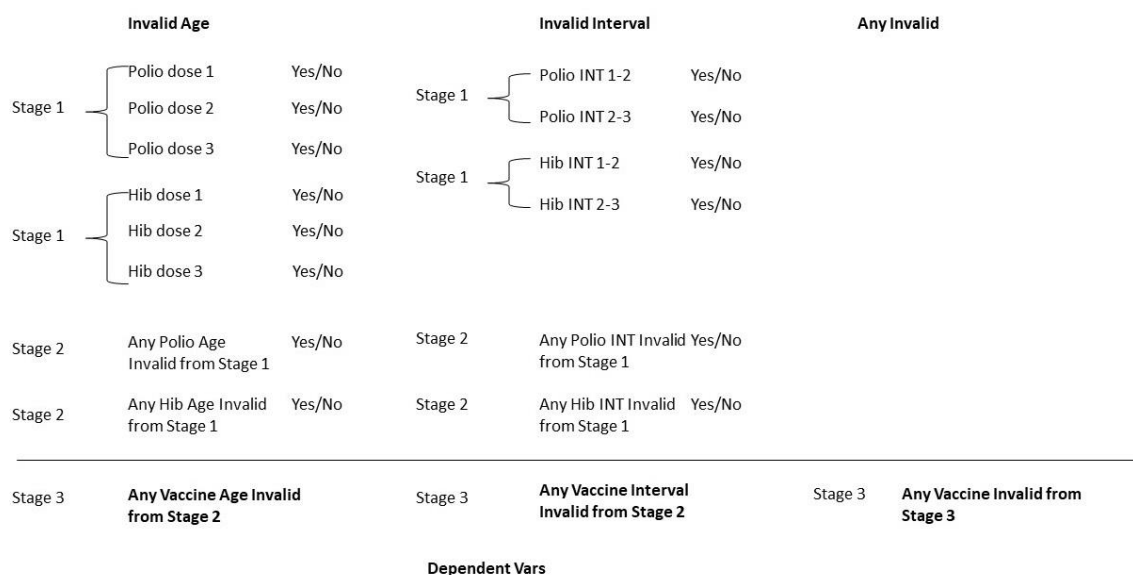 Invalid Age Invalid Interval Any Invalid
Stage 1
Polio dose 1 Yes/No
Polio dose 2 Yes/No
Polio dose 3 Yes/No
Stage 1
Hib dose 1 Yes/No
Hib dose 2 Yes/No
Hib dose 3 Yes/No
Stage 1
Polio INT 1-2 Yes/No
Polio INT 2-3 Yes/No
Stage 1
Hib INT 1-2 Yes/No
Hib INT 2-3 Yes/No
Stage 2
Any Polio Age Yes/No
Invalid from Stage 1
Stage 2
Any Polio INT Invalid Yes/No
from Stage 1
Stage 2
Any Hib Age Invalid Yes/No
from Stage 1
Stage 2
Any Hib INT Invalid Yes/No
from Stage 1
Stage 3
Any Vaccine Age Invalid
from Stage 2
Stage 3
Any Vaccine Interval
Invalid from Stage 2
Stage 3
Any Vaccine Invalid from
Stage 3
Dependent Vars